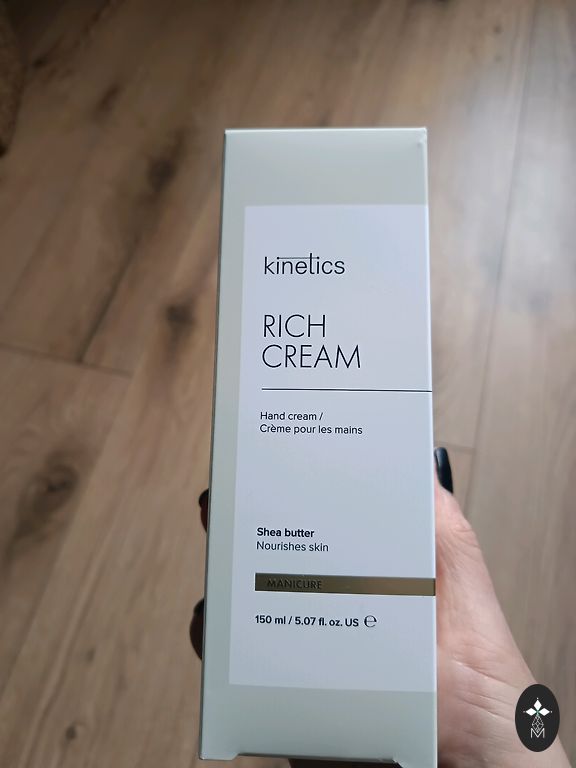 kinetics
RICH
CREAM
Hand cream /
Crème pour les mains
Shea butter
Nourishes skin
MANICURE
150 ml / 5.07 fl. oz. US ℮
M